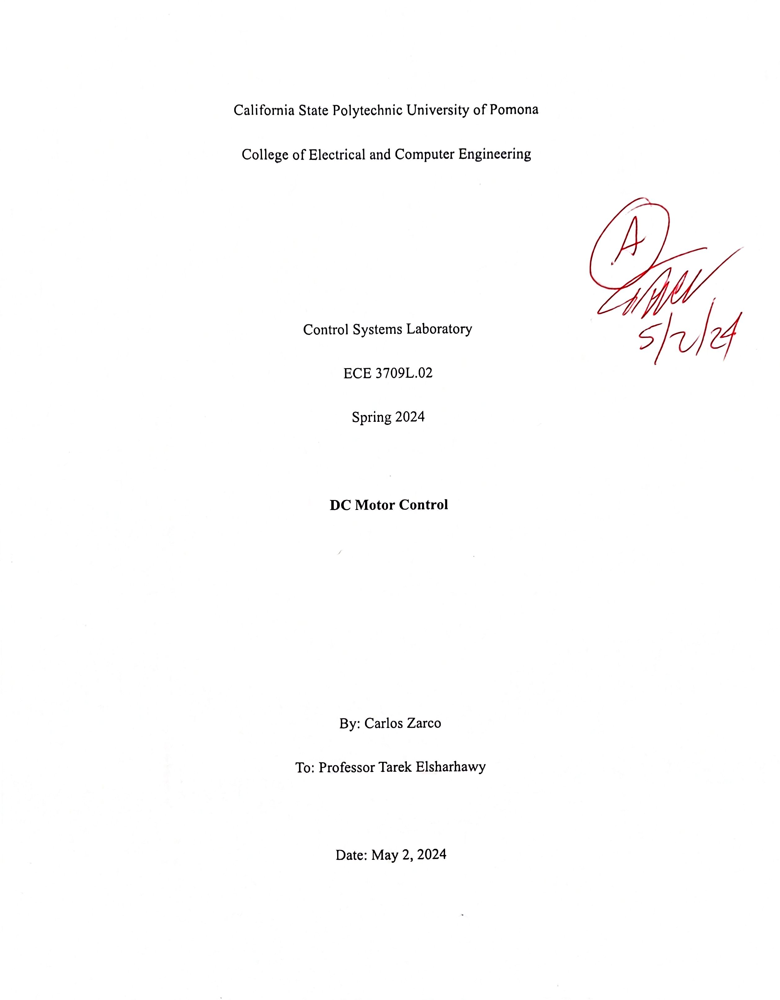 California State Polytechnic University of Pomona
College of Electrical and Computer Engineering
A
5/2/24
Control Systems Laboratory
ECE 3709L.02
Spring 2024
DC Motor Control
By: Carlos Zarco
To: Professor Tarek Elsharhawy
Date: May 2, 2024